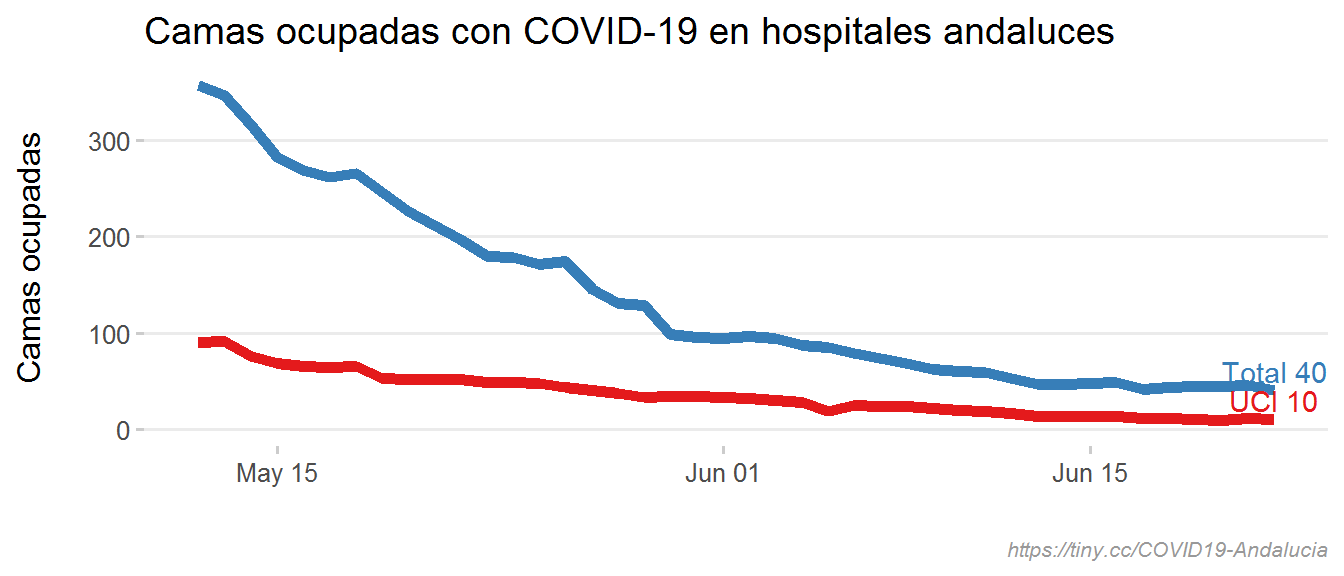 Camas ocupadas con COVID-19 en hospitales andaluces
Camas ocupadas
300
200
100
0
Total 40
UCI 10
May 15
Jun 01
Jun 15
https://tiny.cc/COVID19-Andalucia